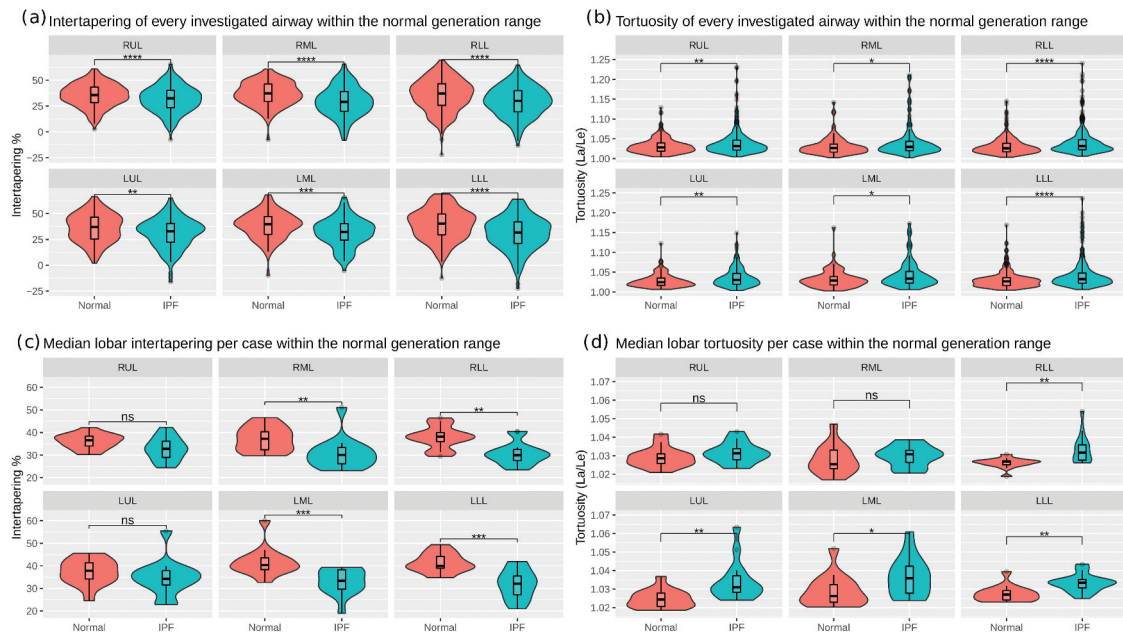 (a) Intertapering of every investigated airway within the normal generation range
RUL RML RLL
**** **** ****
50
25
0
−25
LUL LML LLL
** *** ****
50
25
0
−25
Intertapering %
Normal IPF Normal IPF Normal IPF
(b) Tortuosity of every investigated airway within the normal generation range
RUL RML RLL
1.25
** * ****
1.20
1.15
1.10
1.05
1.00
LUL LML LLL
1.25
** * ****
1.20
1.15
1.10
1.05
1.00
Tortuosity (La/Le)
Normal IPF Normal IPF Normal IPF
(c) Median lobar intertapering per case within the normal generation range
RUL RML RLL
60
50
ns ** **
40
30
20
LUL LML LLL
60
ns *** ***
50
40
30
20
Intertapering %
Normal IPF Normal IPF Normal IPF
(d) Median lobar tortuosity per case within the normal generation range
RUL RML RLL
1.07
ns ns **
1.06
1.05
1.04
1.03
1.02
LUL LML LLL
1.07
** * **
1.06
1.05
1.04
1.03
1.02
Tortuosity (La/Le)
Normal IPF Normal IPF Normal IPF